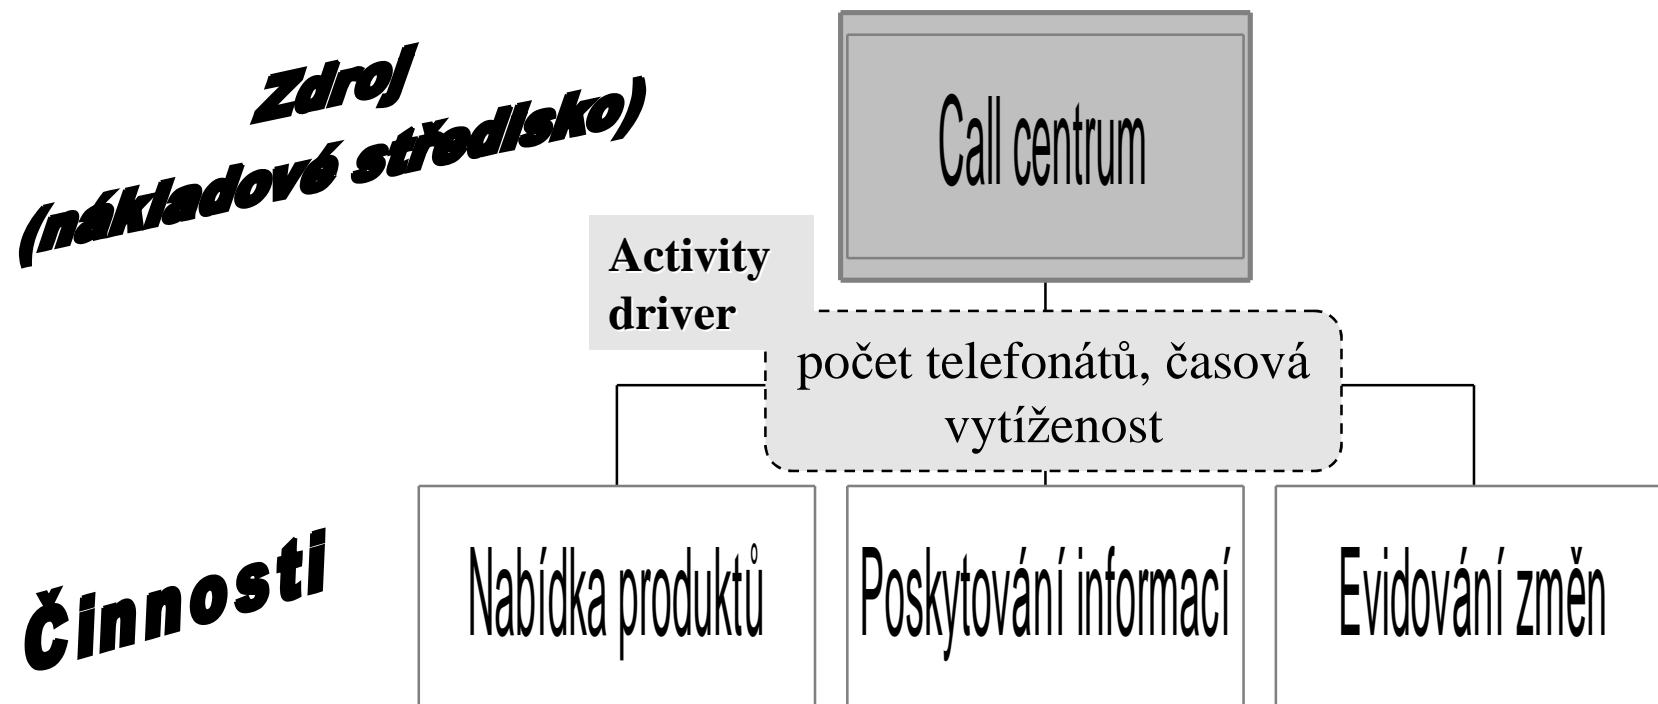 Zdroj
(nákladové středisko)
Call centrum
Activity
driver
počet telefonátů, časová
vytíženost
Činnosti
Nabídka produktů
Poskytování informací
Evidování změn